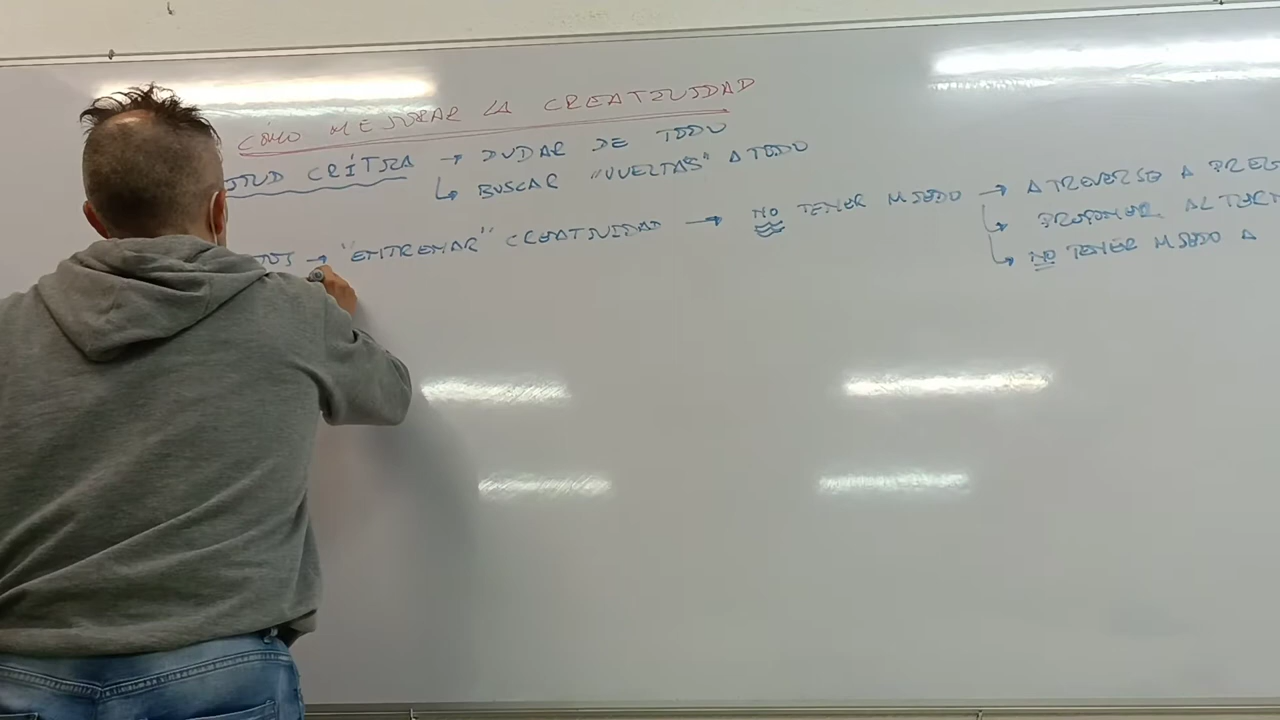 CÓMO MEJORAR LA CREATIVIDAD
CRÍTICA → DUDAR DE TODO
↳ BUSCAR "VUELTAS" A TODO
→ "ENTRENAR" CREATIVIDAD → NO TENER MIEDO → ATREVERSE A
↳ PROPONER
↳ NO TENER MIEDO A